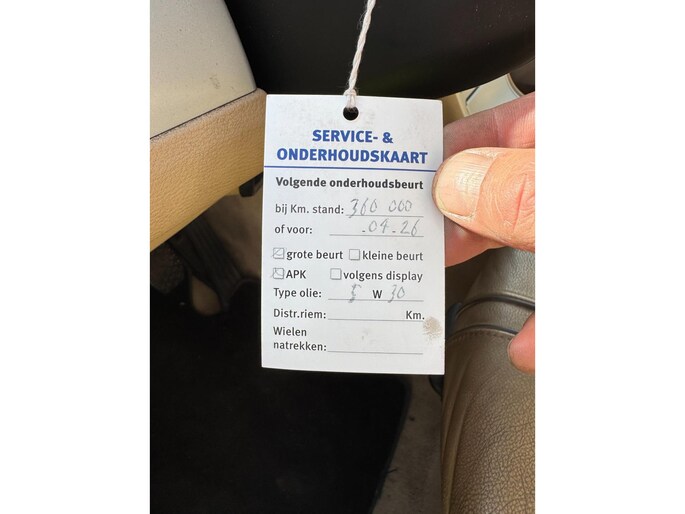 SERVICE- &
ONDERHOUDSKAART
Volgende onderhoudsbeurt
bij Km. stand: 360 000
of voor: .04.26
grote beurt kleine beurt
APK volgens display
Type olie: 5 W 30
Distr.riem: Km.
Wielen
natrekken: